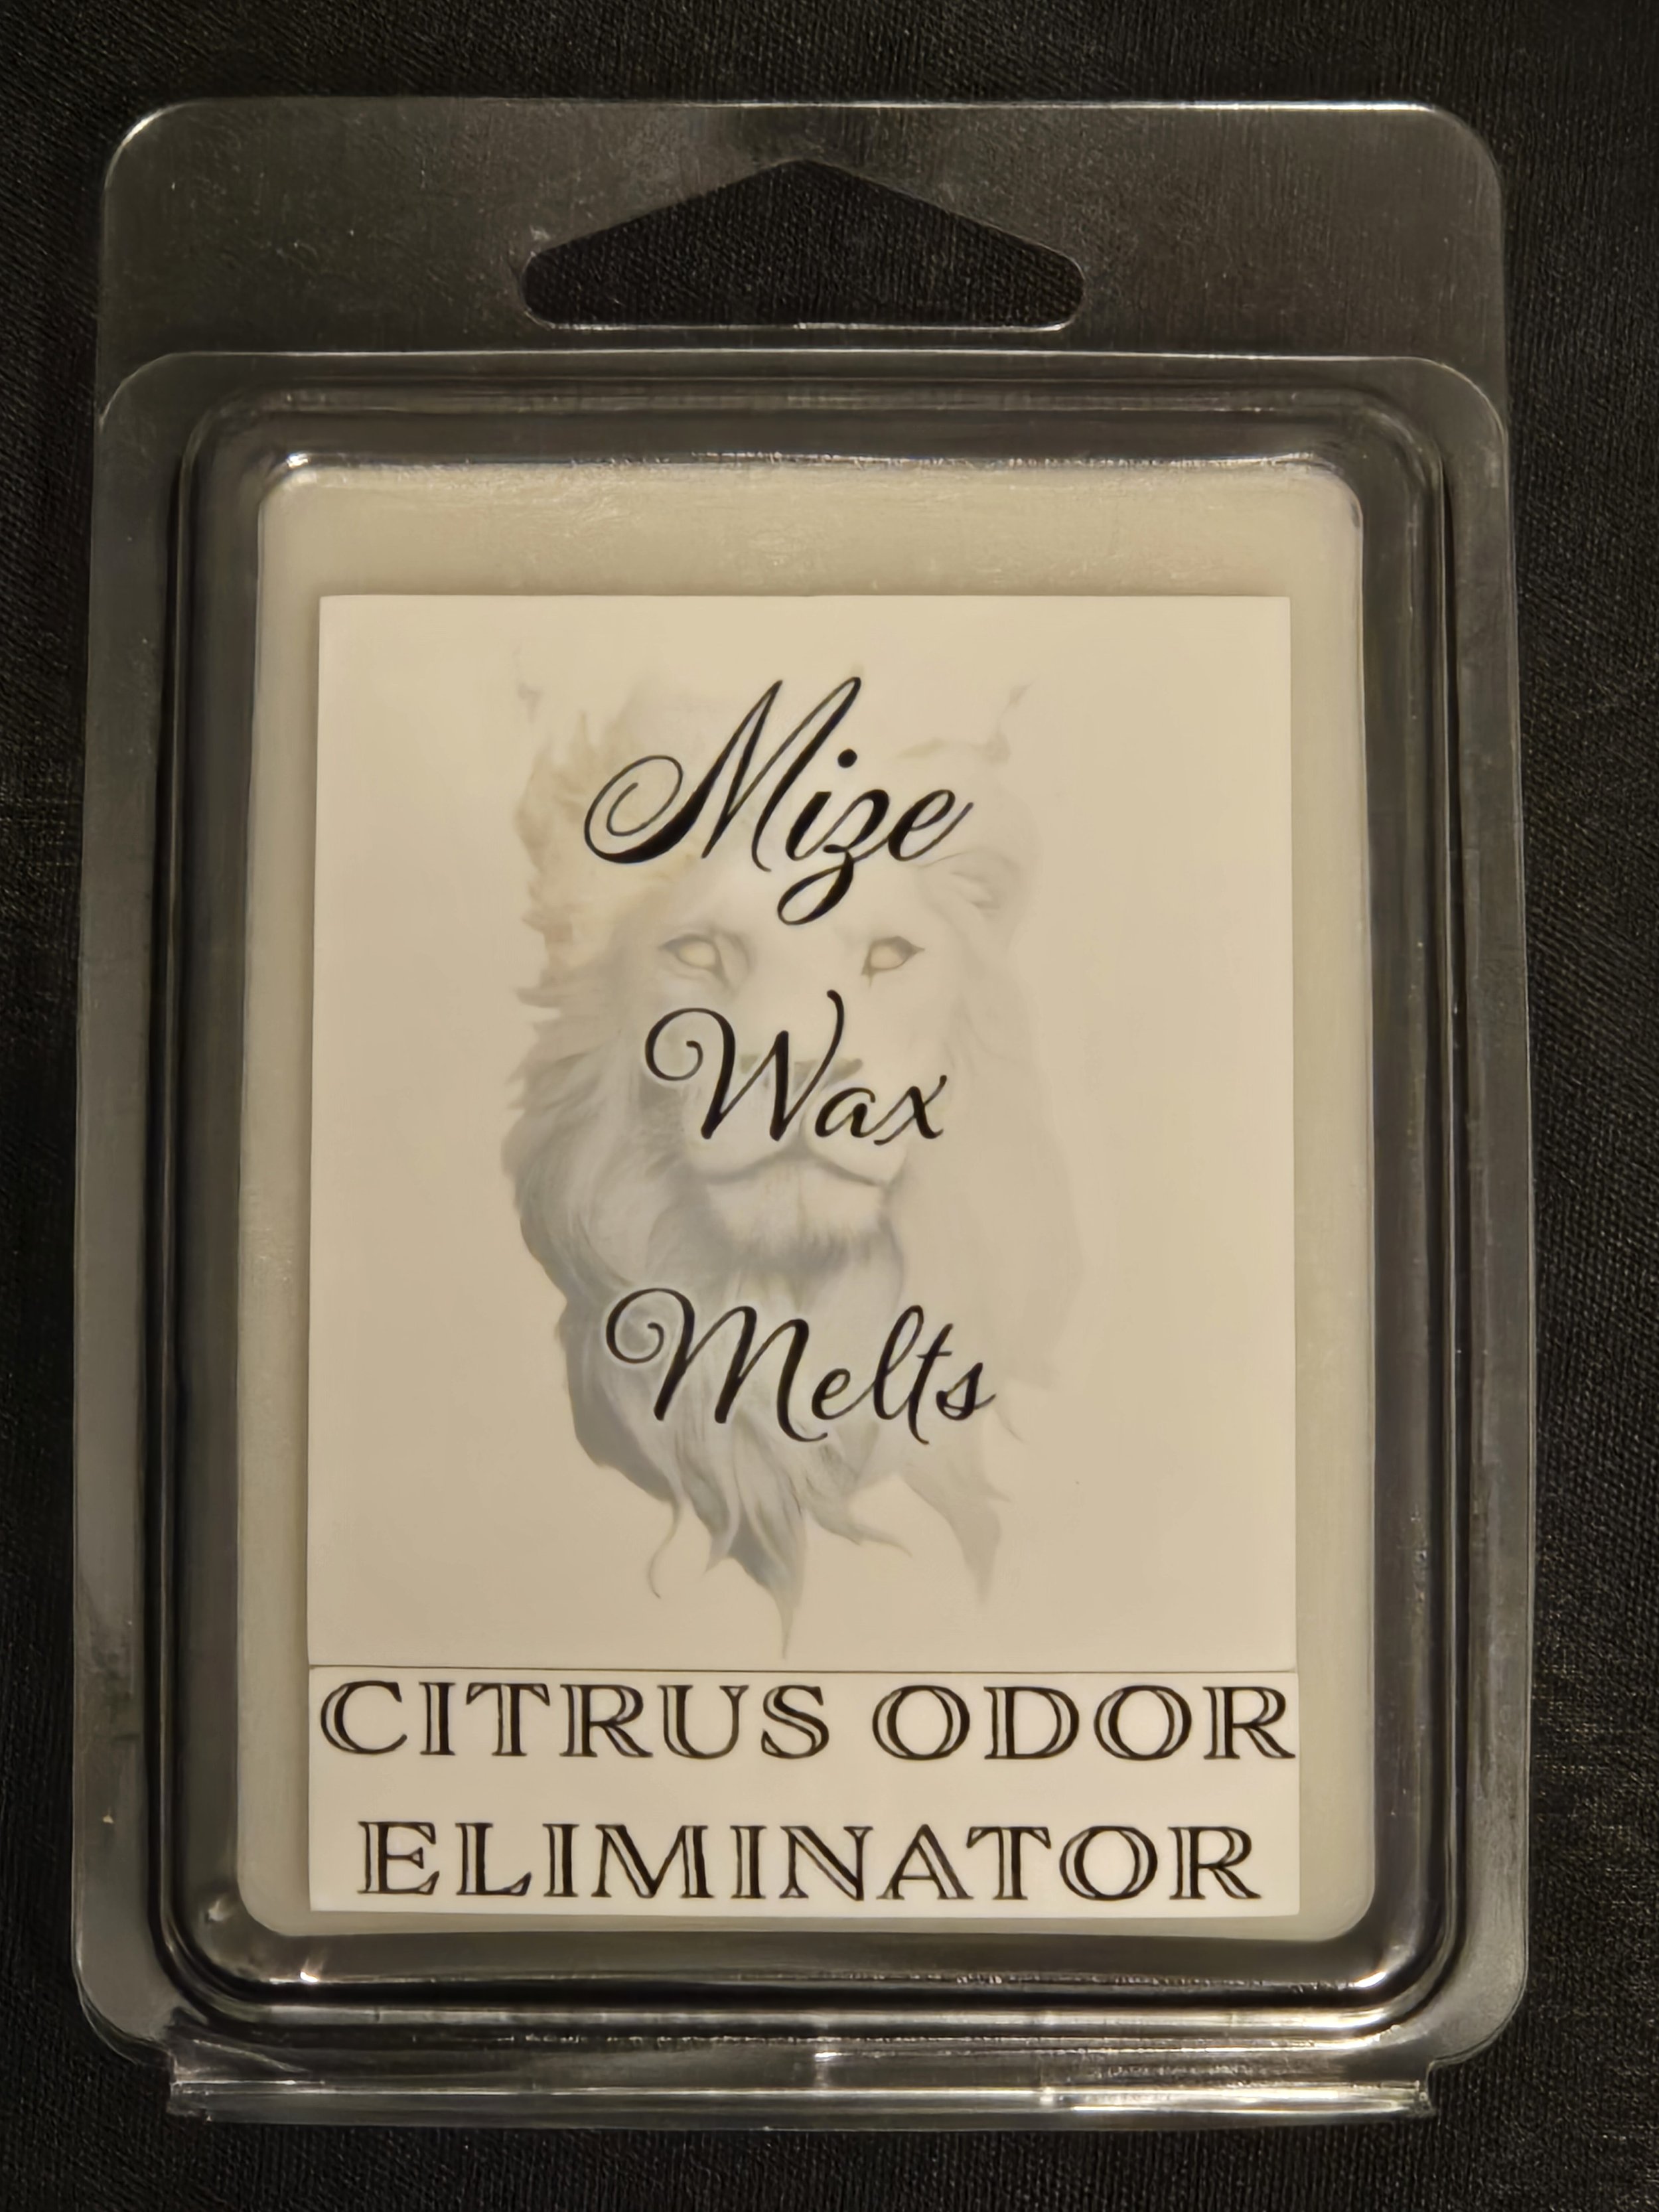 Mize
Wax
Melts
CITRUS ODOR
ELIMINATOR